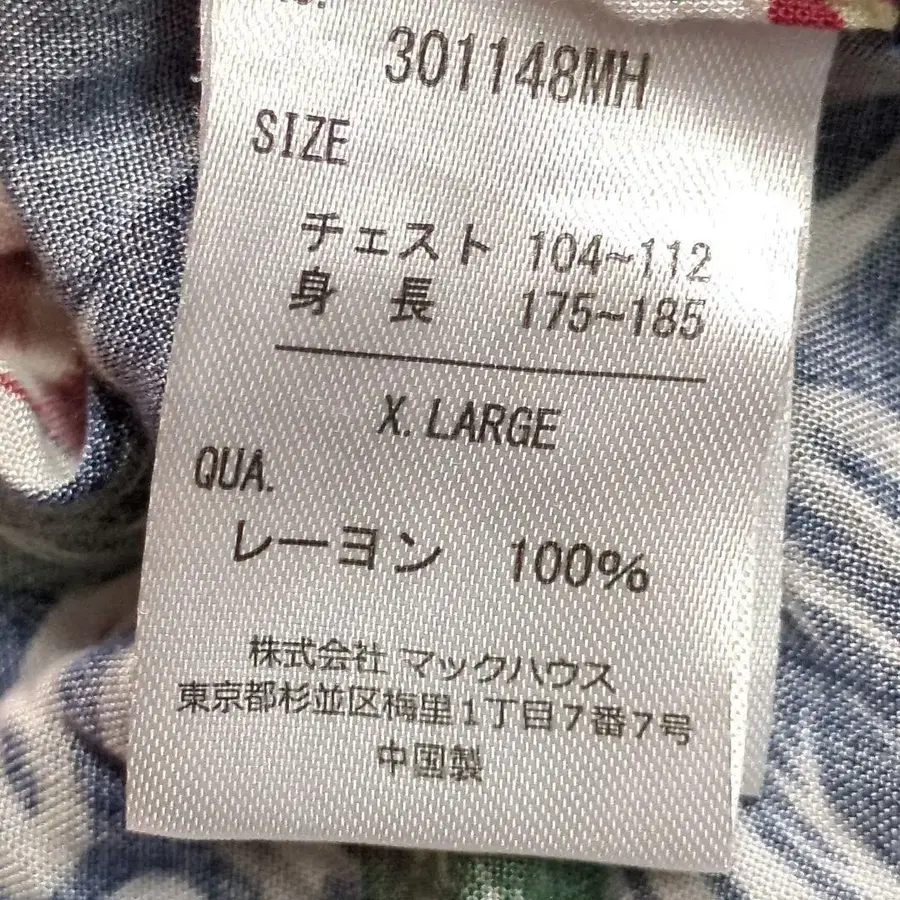 301148MH
SIZE
チェスト 104~112
身 長 175~185
X.LARGE
QUA.
レーヨン 100%
株式会社 マックハウス
東京都杉並区梅里1丁目7番7号
中国製